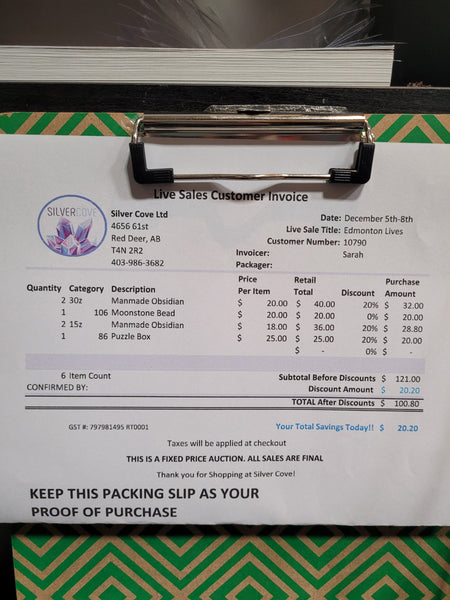 Live Sales Customer Invoice
SILVERCOVE
Silver Cove Ltd
4656 61st
Red Deer, AB
T4N 2R2
403-986-3682
Date: December 5th-8th
Live Sale Title: Edmonton Lives
Customer Number: 10790
Invoicer: Sarah
Packager:
Quantity Category Description Price Per Item Retail Total Discount Purchase Amount
2 30z Manmade Obsidian $ 20.00 $ 40.00 20% $ 32.00
1 106 Moonstone Bead $ 20.00 $ 20.00 0% $ 20.00
2 15z Manmade Obsidian $ 18.00 $ 36.00 20% $ 28.80
1 86 Puzzle Box $ 25.00 $ 25.00 20% $ 20.00
$ - 0% $ -
6 Item Count Subtotal Before Discounts $ 121.00
CONFIRMED BY: Discount Amount $ 20.20
TOTAL After Discounts $ 100.80
GST #: 797981495 RT0001 Your Total Savings Today!! $ 20.20
Taxes will be applied at checkout
THIS IS A FIXED PRICE AUCTION. ALL SALES ARE FINAL
Thank you for Shopping at Silver Cove!
KEEP THIS PACKING SLIP AS YOUR
PROOF OF PURCHASE